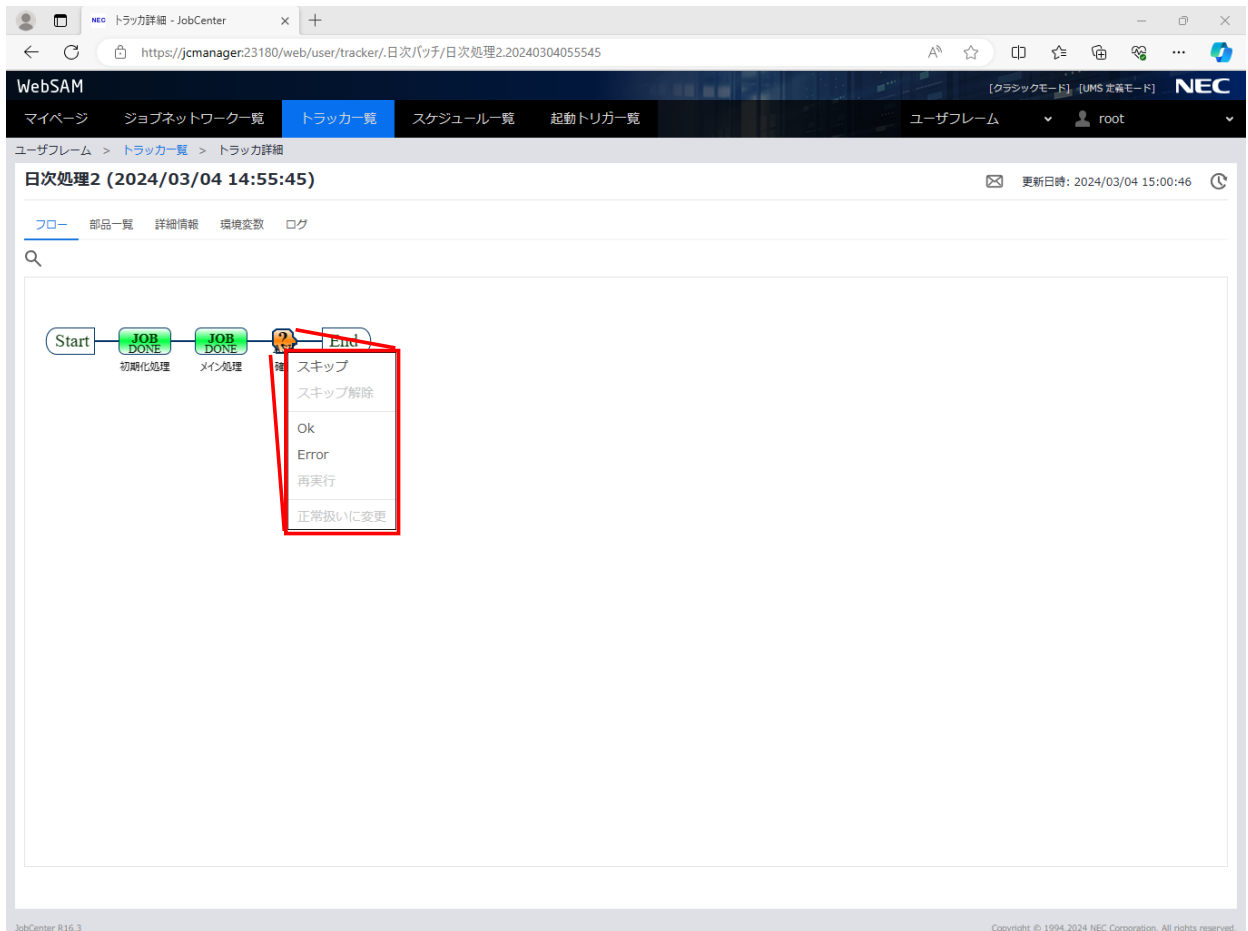 NEC トラッカ詳細 - JobCenter
https://jcmanager:23180/web/user/tracker/.日次バッチ/日次処理2.20240304055545
WebSAM
[クラシックモード] [UMS 定義モード] NEC
マイページ ジョブネットワーク一覧 トラッカ一覧 スケジュール一覧 起動トリガ一覧 ユーザフレーム root
ユーザフレーム > トラッカ一覧 > トラッカ詳細
日次処理2 (2024/03/04 14:55:45)
更新日時: 2024/03/04 15:00:46
フロー 部品一覧 詳細情報 環境変数 ログ
Start JOB DONE JOB DONE ? End
初期化処理 メイン処理 確
スキップ
スキップ解除
Ok
Error
再実行
正常扱いに変更
JobCenter R16.3
Copyright © 1994.2024 NEC Corporation. All rights reserved.